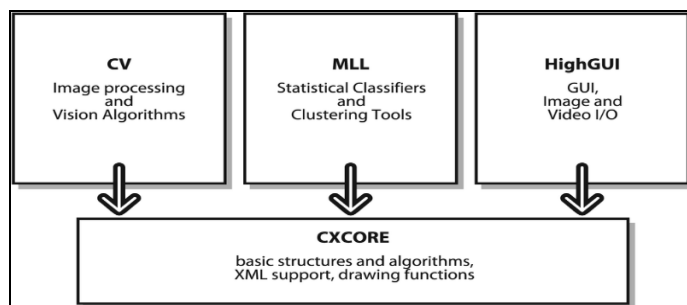 CV
Image processing
and
Vision Algorithms
MLL
Statistical Classifiers
and
Clustering Tools
HighGUI
GUI,
Image and
Video I/O
CXCORE
basic structures and algorithms,
XML support, drawing functions